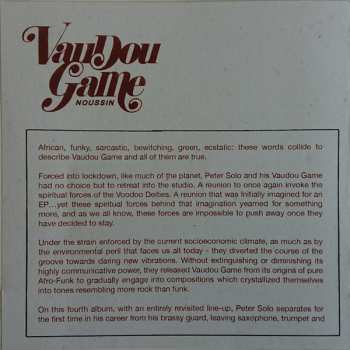 VauDou
Game
NOUSSIN
African, funky, sarcastic, bewitching, green, ecstatic: these words collide to
describe Vaudou Game and all of them are true.
Forced into lockdown, like much of the planet, Peter Solo and his Vaudou Game
had no choice but to retreat into the studio. A reunion to once again invoke the
spiritual forces of the Voodoo Deities. A reunion that was initially imagined for an
EP...yet these spiritual forces behind that imagination yearned for something
more, and as we all know, these forces are impossible to push away once they
have decided to stay.
Under the strain enforced by the current socioeconomic climate, as much as by
the environmental peril that faces us all today - they diverted the course of the
groove towards daring new vibrations. Without extinguishing or diminishing its
highly communicative power, they released Vaudou Game from its origins of pure
Afro-Funk to gradually engage into compositions which crystallized themselves
into tones resembling more rock than funk.
On this fourth album, with an entirely revisited line-up, Peter Solo separates for
the first time in his career from his brassy guard, leaving saxophone, trumpet and